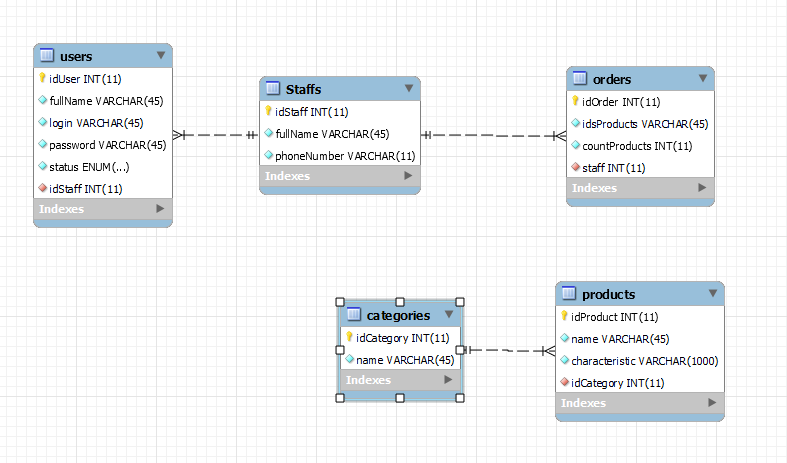 users
idUser INT(11)
fullName VARCHAR(45)
login VARCHAR(45)
password VARCHAR(45)
status ENUM(...)
idStaff INT(11)
Indexes
Staffs
idStaff INT(11)
fullName VARCHAR(45)
phoneNumber VARCHAR(11)
Indexes
orders
idOrder INT(11)
idsProducts VARCHAR(45)
countProducts INT(11)
staff INT(11)
Indexes
categories
idCategory INT(11)
name VARCHAR(45)
Indexes
products
idProduct INT(11)
name VARCHAR(45)
characteristic VARCHAR(1000)
idCategory INT(11)
Indexes